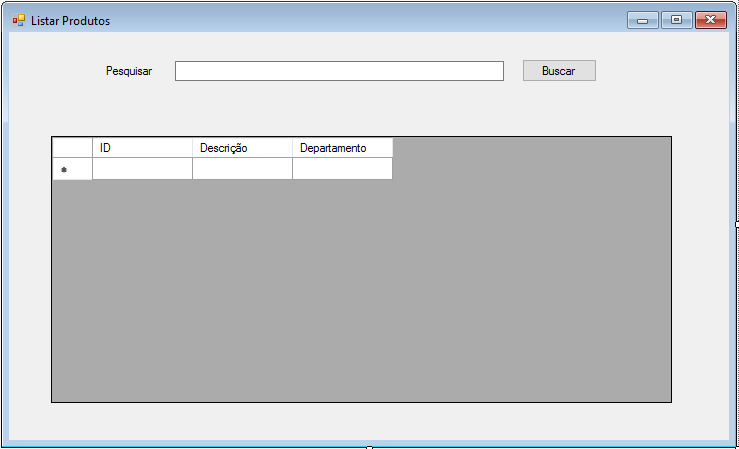 Listar Produtos
Pesquisar
Buscar
ID Descrição Departamento
*